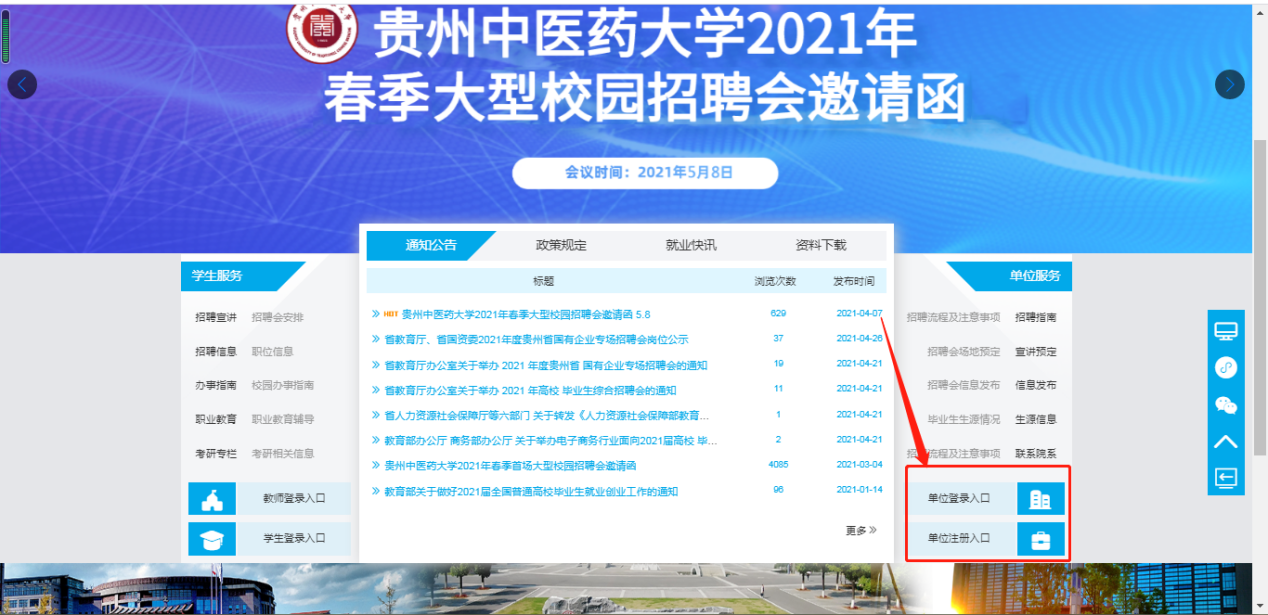 贵州中医药大学2021年
春季大型校园招聘会邀请函
会议时间：2021年5月8日
学生服务
招聘宣讲 招聘会安排
招聘信息 职位信息
办事指南 校园办事指南
职业教育 职业教育辅导
考研专栏 考研相关信息
教师登录入口
学生登录入口
通知公告 政策规定 就业快讯 资料下载
标题 浏览次数 发布时间
» HOT 贵州中医药大学2021年春季大型校园招聘会邀请函 5.8 629 2021-04-07
» 省教育厅、省国资委2021年度贵州省国有企业专场招聘会岗位公示 37 2021-04-26
» 省教育厅办公室关于举办 2021 年度贵州省 国有企业专场招聘会的通知 19 2021-04-21
» 省教育厅办公室关于举办 2021 年高校 毕业生综合招聘会的通知 11 2021-04-21
» 省人力资源社会保障厅等六部门 关于转发《人力资源社会保障部教育... 1 2021-04-21
» 教育部办公厅 商务部办公厅 关于举办电子商务行业面向2021届高校 毕... 2 2021-04-21
» 贵州中医药大学2021年春季首场大型校园招聘会邀请函 4085 2021-03-04
» 教育部关于做好2021届全国普通高校毕业生就业创业工作的通知 96 2021-01-14
更多 »
单位服务
招聘流程及注意事项 招聘指南
招聘会场地预定 宣讲预定
招聘会信息发布 信息发布
毕业生生源情况 生源信息
招聘流程及注意事项 联系院系
单位登录入口
单位注册入口